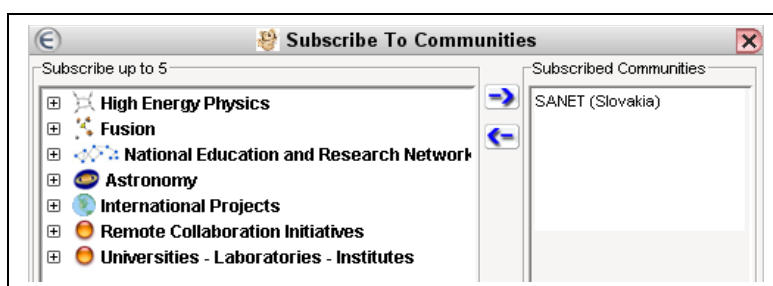 Subscribe To Communities
Subscribe up to 5
High Energy Physics
Fusion
National Education and Research Network
Astronomy
International Projects
Remote Collaboration Initiatives
Universities - Laboratories - Institutes
Subscribed Communities
SANET (Slovakia)